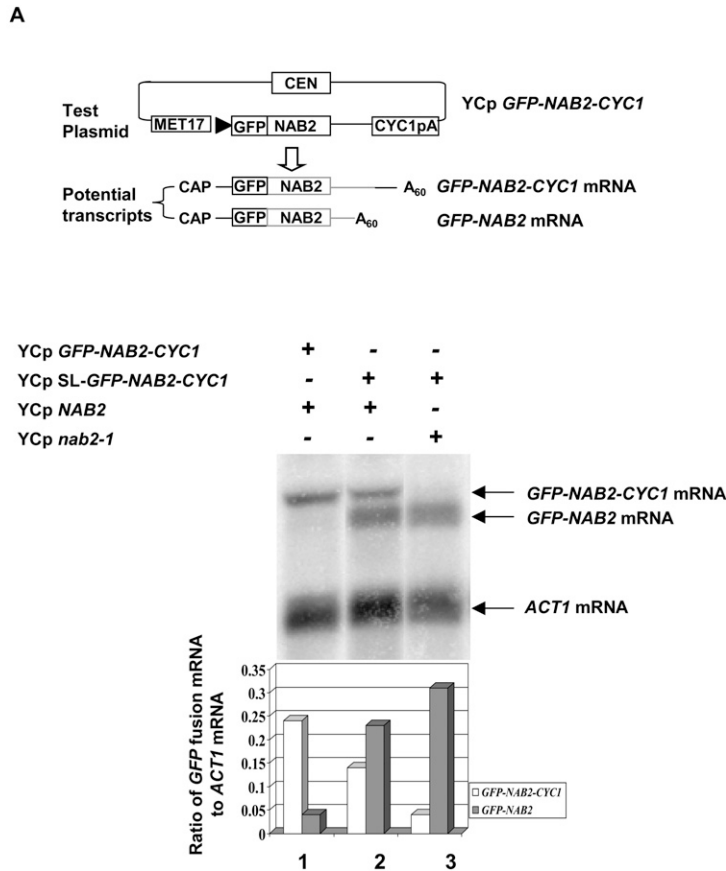 A
CEN
Test Plasmid
MET17
GFP NAB2
CYC1pA
YCp GFP-NAB2-CYC1
Potential transcripts
CAP GFP NAB2 A60 GFP-NAB2-CYC1 mRNA
CAP GFP NAB2 A60 GFP-NAB2 mRNA
YCp GFP-NAB2-CYC1 + - -
YCp SL-GFP-NAB2-CYC1 - + +
YCp NAB2 + + -
YCp nab2-1 - - +
GFP-NAB2-CYC1 mRNA
GFP-NAB2 mRNA
ACT1 mRNA
Ratio of GFP fusion mRNA
to ACT1 mRNA
0.35
0.3
0.25
0.2
0.15
0.1
0.05
0
GFP-NAB2-CYC1
GFP-NAB2
1 2 3